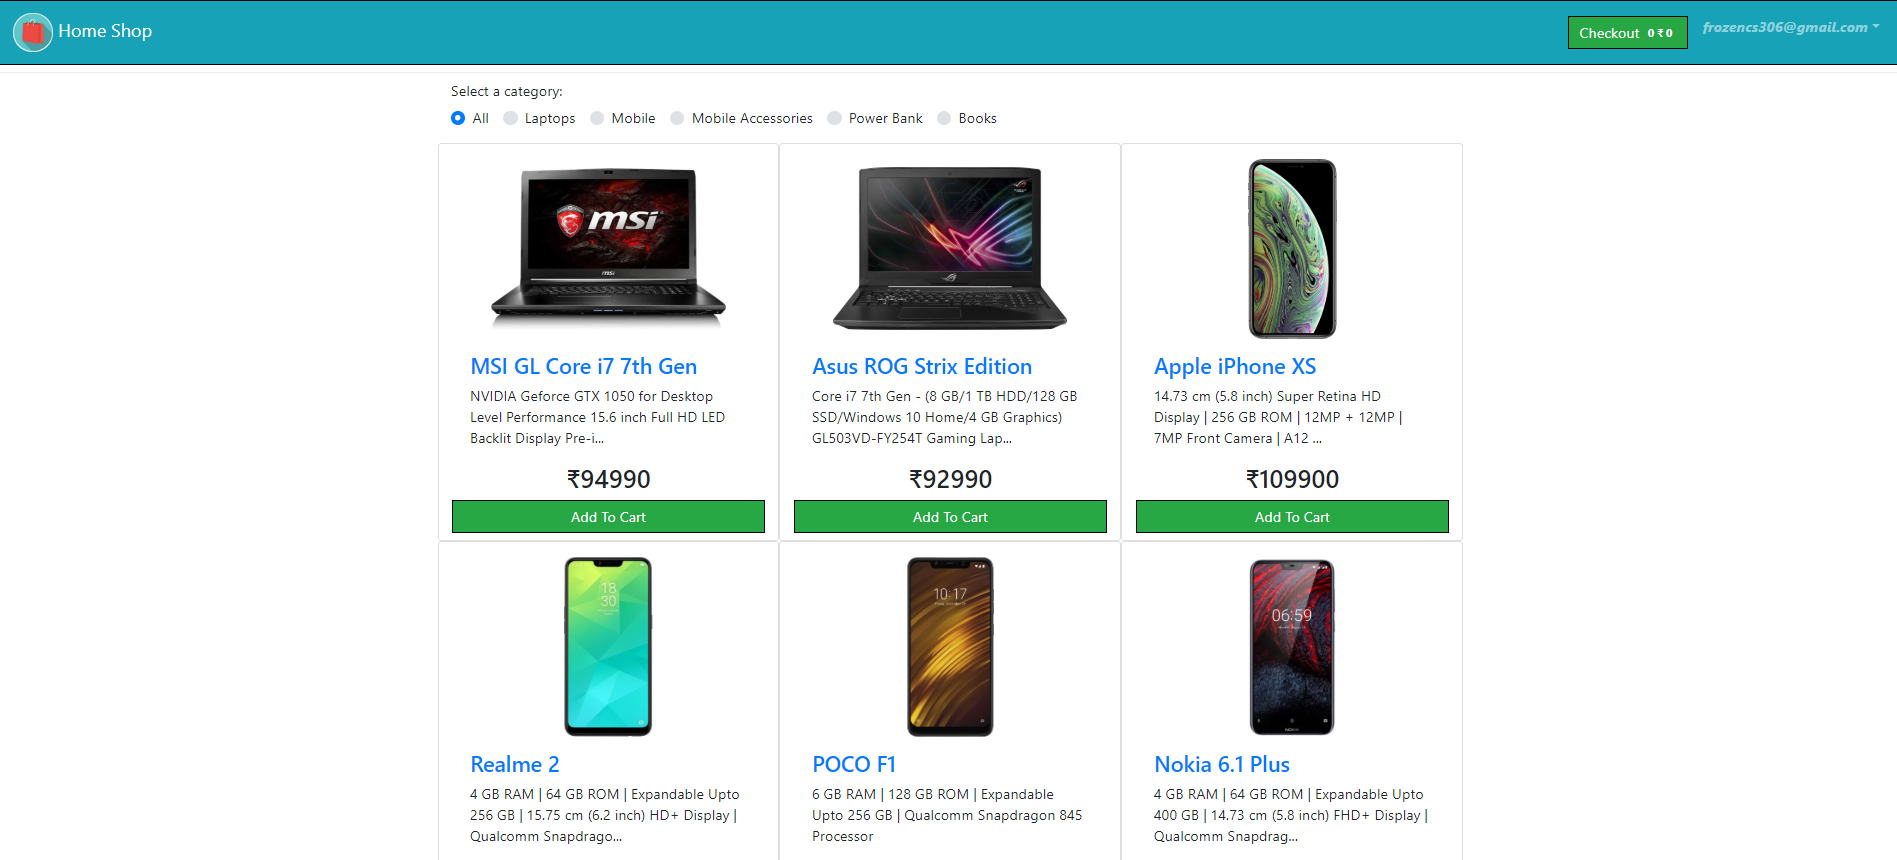 Home Shop
Checkout 0 ₹ 0
frozencs306@gmail.com
Select a category:
All Laptops Mobile Mobile Accessories Power Bank Books
msi
msi
18
30
10:17
06:59
NOKIA
MSI GL Core i7 7th Gen
NVIDIA Geforce GTX 1050 for Desktop
Level Performance 15.6 inch Full HD LED
Backlit Display Pre-i...
₹94990
Add To Cart
Asus ROG Strix Edition
Core i7 7th Gen - (8 GB/1 TB HDD/128 GB
SSD/Windows 10 Home/4 GB Graphics)
GL503VD-FY254T Gaming Lap...
₹92990
Add To Cart
Apple iPhone XS
14.73 cm (5.8 inch) Super Retina HD
Display | 256 GB ROM | 12MP + 12MP |
7MP Front Camera | A12 ...
₹109900
Add To Cart
Realme 2
4 GB RAM | 64 GB ROM | Expandable Upto
256 GB | 15.75 cm (6.2 inch) HD+ Display |
Qualcomm Snapdrago...
POCO F1
6 GB RAM | 128 GB ROM | Expandable
Upto 256 GB | Qualcomm Snapdragon 845
Processor
Nokia 6.1 Plus
4 GB RAM | 64 GB ROM | Expandable Upto
400 GB | 14.73 cm (5.8 inch) FHD+ Display |
Qualcomm Snapdrag...